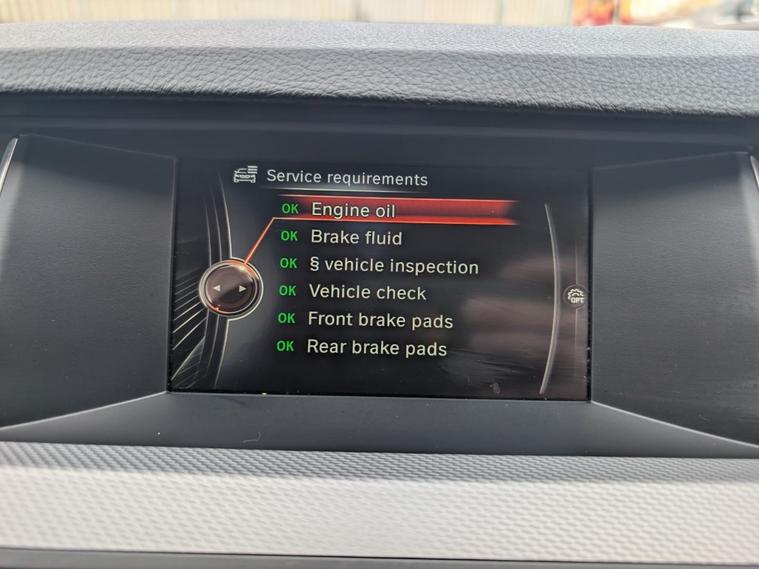 Service requirements
OK Engine oil
OK Brake fluid
OK § vehicle inspection
OK Vehicle check
OPT
OK Front brake pads
OK Rear brake pads